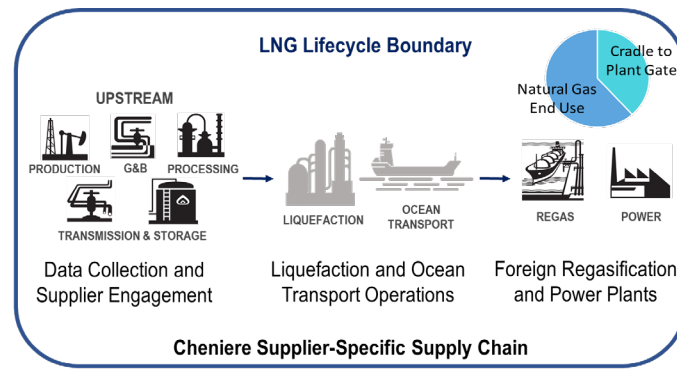 LNG Lifecycle Boundary
Cradle to
Plant Gate
Natural Gas
End Use
UPSTREAM
PRODUCTION
G&B
PROCESSING
TRANSMISSION & STORAGE
LIQUEFACTION
OCEAN
TRANSPORT
REGAS
POWER
Data Collection and
Supplier Engagement
Liquefaction and Ocean
Transport Operations
Foreign Regasification
and Power Plants
Cheniere Supplier-Specific Supply Chain